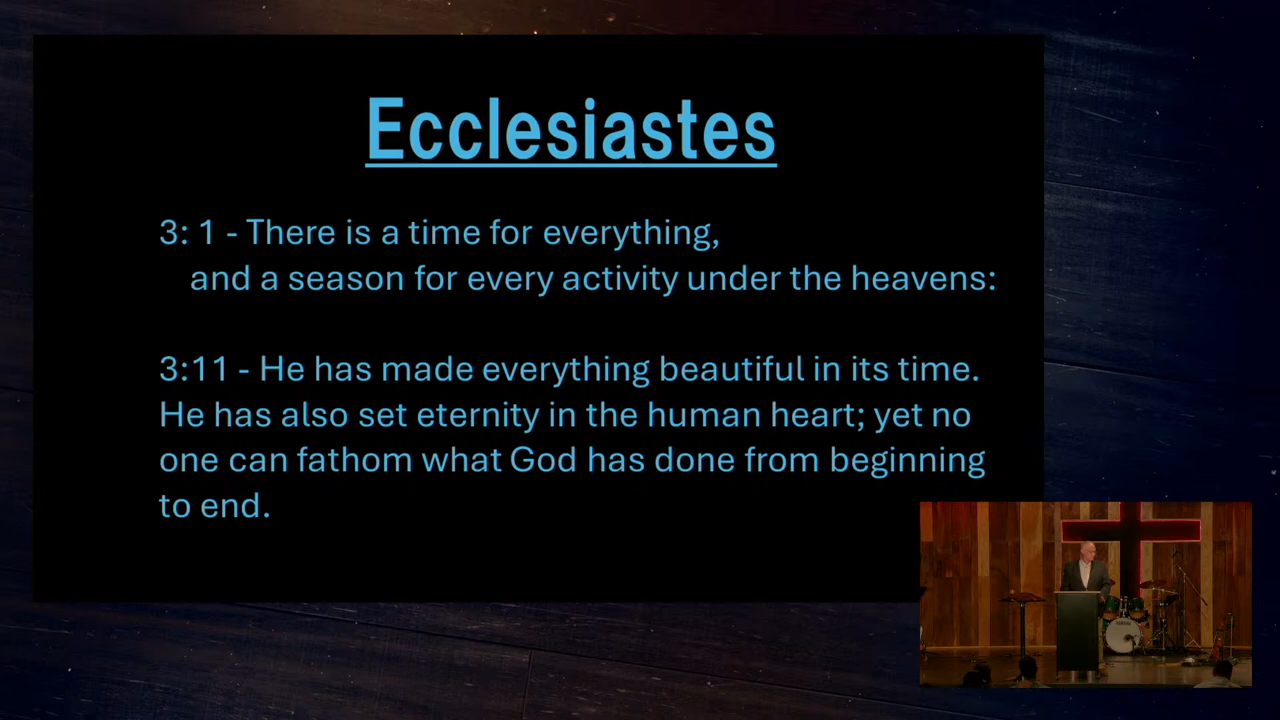 Ecclesiastes
3: 1 - There is a time for everything,
and a season for every activity under the heavens:
3:11 - He has made everything beautiful in its time.
He has also set eternity in the human heart; yet no
one can fathom what God has done from beginning
to end.
YAMAHA